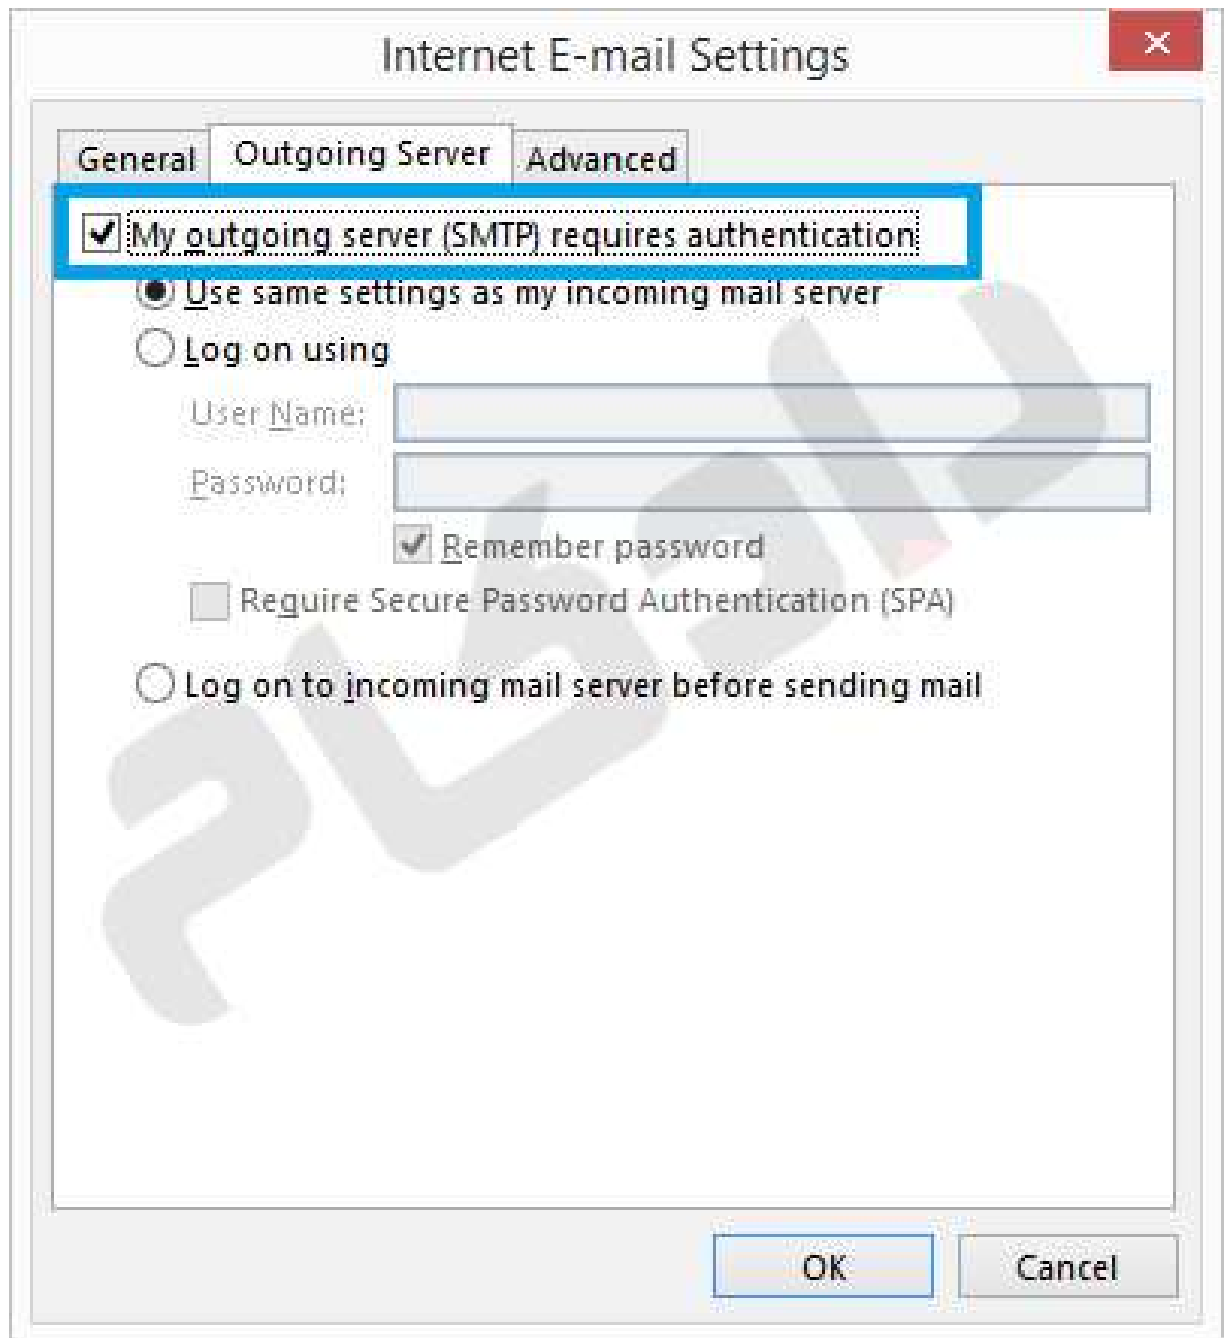 Internet E-mail Settings
General Outgoing Server Advanced
My outgoing server (SMTP) requires authentication
Use same settings as my incoming mail server
Log on using
User Name:
Password:
Remember password
Require Secure Password Authentication (SPA)
Log on to incoming mail server before sending mail
OK Cancel